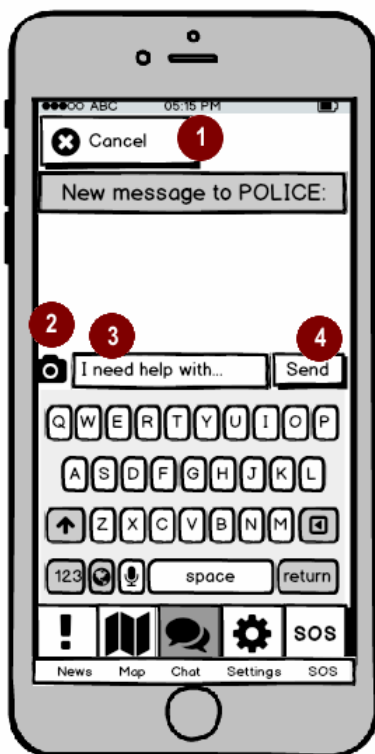 ABC 05:15 PM
Cancel 1
New message to POLICE:
2 3 4
I need help with... Send
Q W E R T Y U I O P
A S D F G H J K L
Z X C V B N M
123 space return
! SOS
News Map Chat Settings SOS